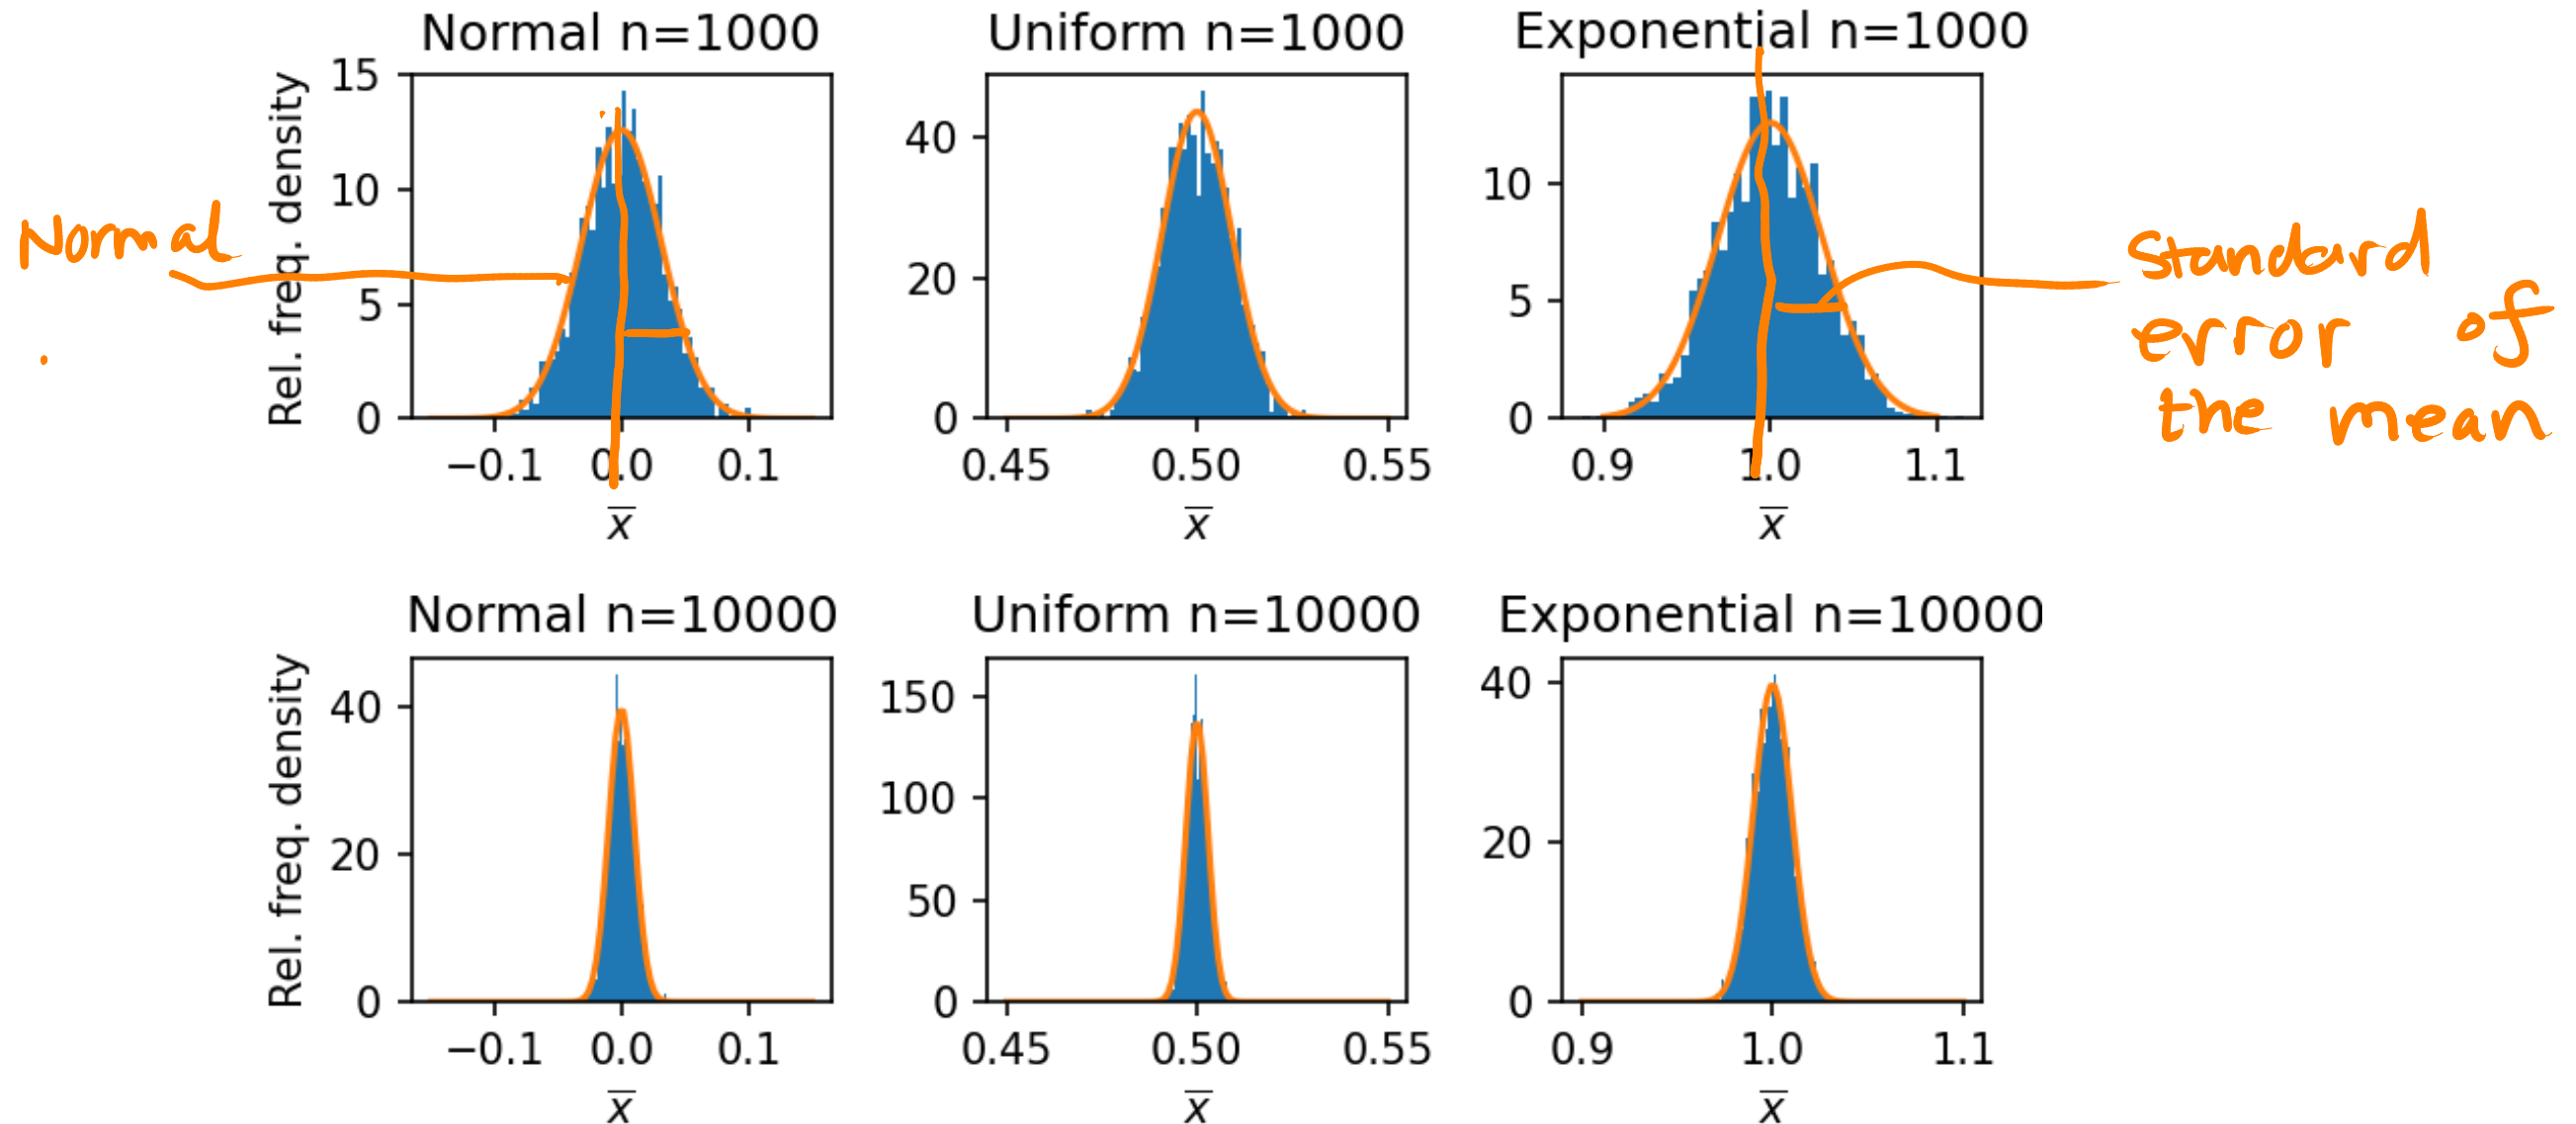 Normal n=1000
Uniform n=1000
Exponential n=1000
Rel. freq. density
15
10
5
0
40
20
0
10
5
0
Normal
Standard
error of
the mean
−0.1 0.0 0.1
0.45 0.50 0.55
0.9 1.0 1.1
x̅
x̅
x̅
Normal n=10000
Uniform n=10000
Exponential n=10000
Rel. freq. density
40
20
0
150
100
50
0
40
20
0
−0.1 0.0 0.1
0.45 0.50 0.55
0.9 1.0 1.1
x̅
x̅
x̅